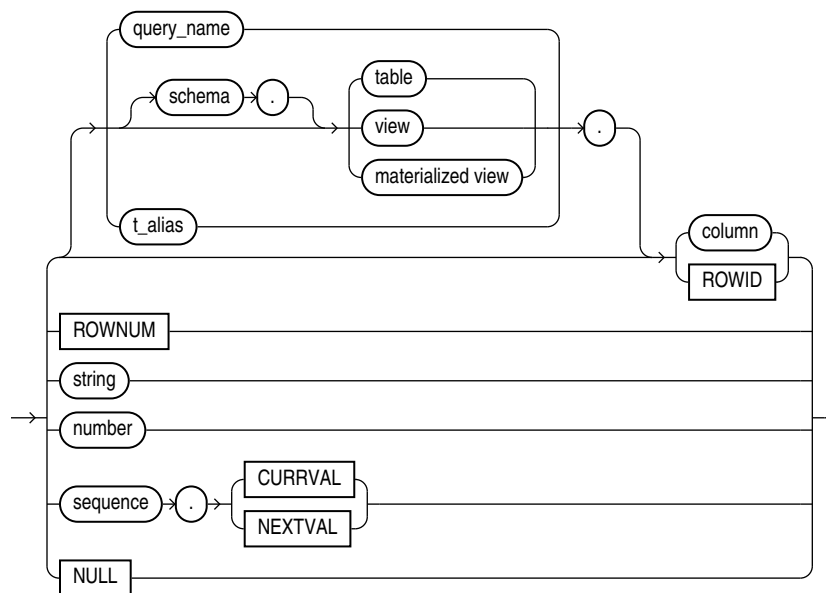 query_name
table
schema .
view .
materialized view
t_alias
column
ROWID
ROWNUM
string
number
CURRVAL
sequence .
NEXTVAL
NULL